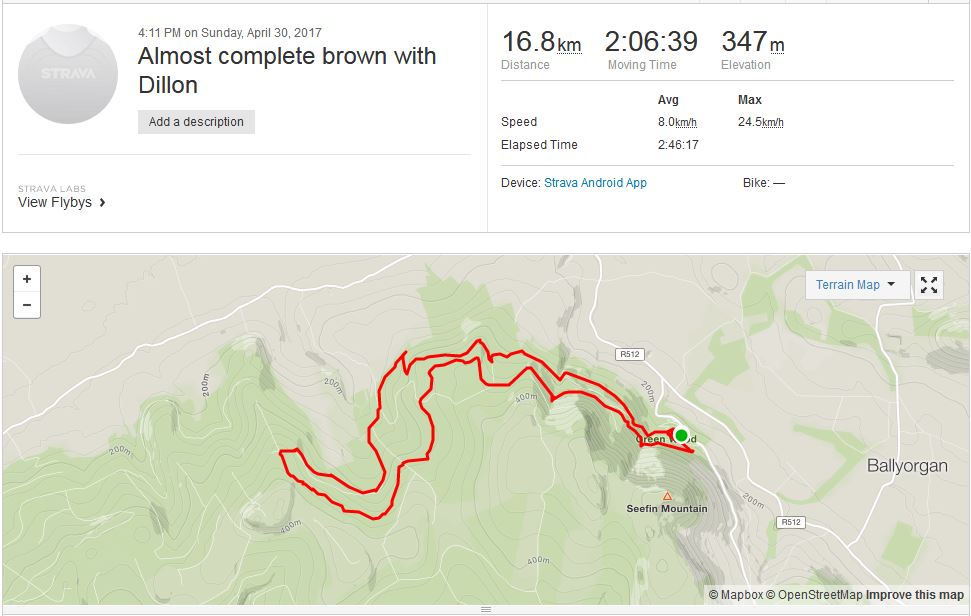 STRAVA
4:11 PM on Sunday, April 30, 2017
Almost complete brown with
Dillon
Add a description
STRAVA LABS
View Flybys
16.8km 2:06:39 347m
Distance Moving Time Elevation
Avg Max
Speed 8.0km/h 24.5km/h
Elapsed Time 2:46:17
Device: Strava Android App Bike: —
+
−
Terrain Map
R512
200m
200m
200m
400m
Green Wood
200m
Ballyorgan
Seefin Mountain
200m
R512
400m
400m
© Mapbox © OpenStreetMap Improve this map